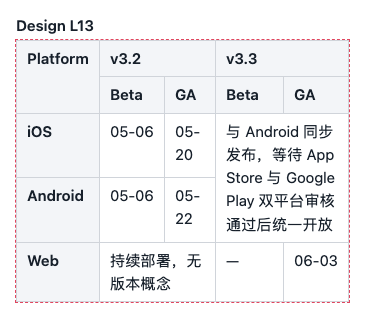 Design L13
Platform v3.2 v3.3
Beta GA Beta GA
iOS 05-06 05-20 与 Android 同步发布，等待 App Store 与 Google Play 双平台审核通过后统一开放
Android 05-06 05-22
Web 持续部署，无版本概念 — 06-03